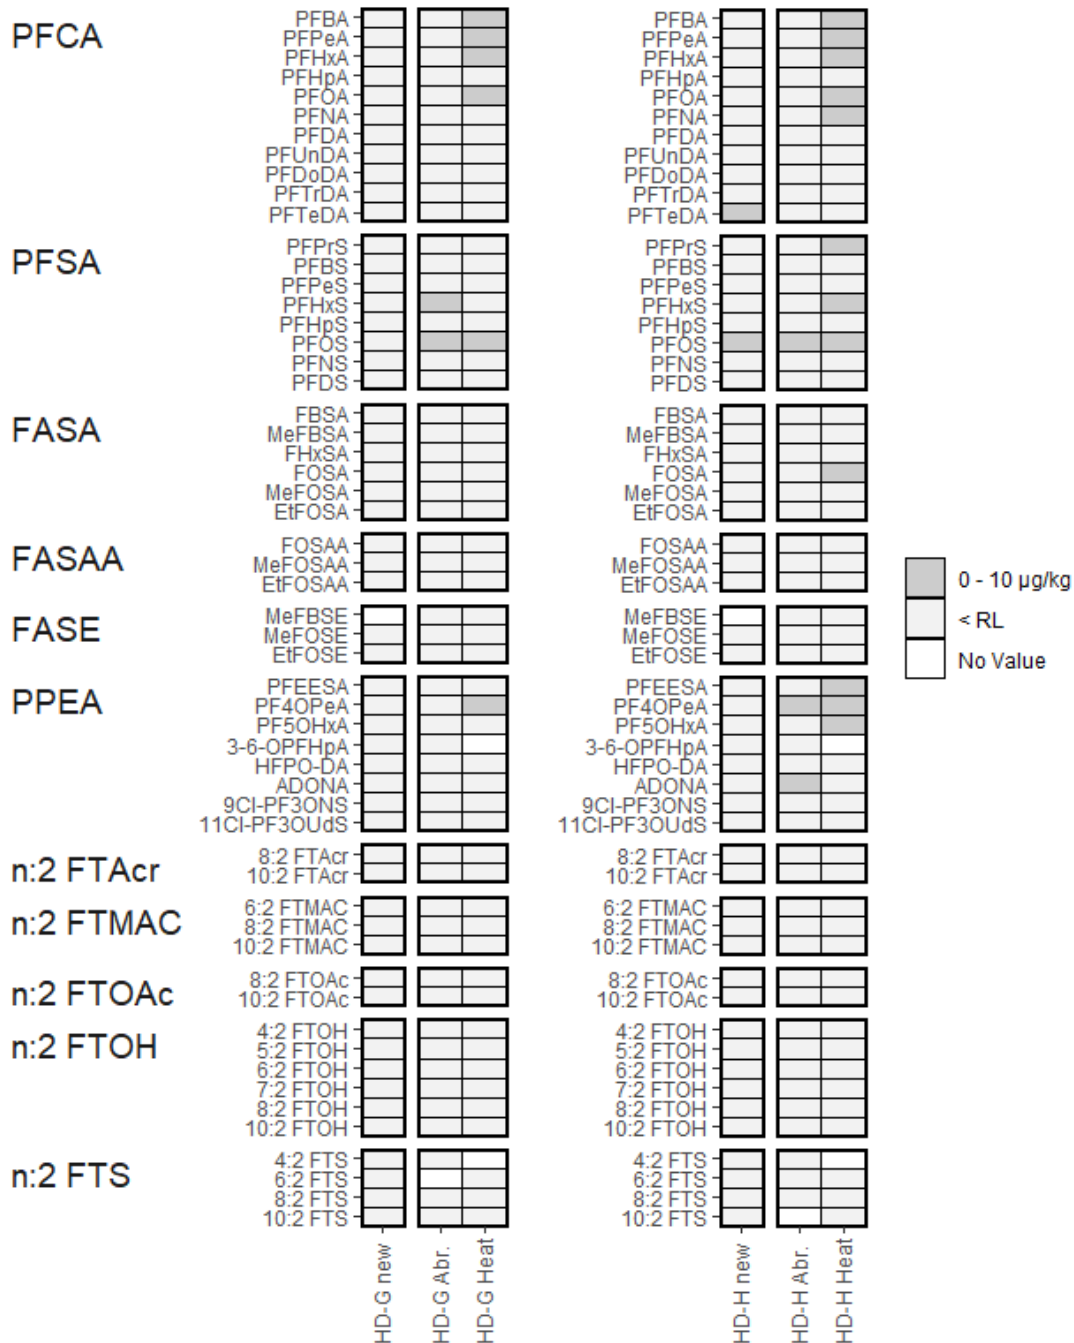 PFCA
PFBA
PFPeA
PFHxA
PFHpA
PFOA
PFNA
PFDA
PFUnDA
PFDoDA
PFTrDA
PFTeDA
PFBA
PFPeA
PFHxA
PFHpA
PFOA
PFNA
PFDA
PFUnDA
PFDoDA
PFTrDA
PFTeDA
PFSA
PFPrS
PFBS
PFPeS
PFHxS
PFHpS
PFOS
PFNS
PFDS
PFPrS
PFBS
PFPeS
PFHxS
PFHpS
PFOS
PFNS
PFDS
FASA
FBSA
MeFBSA
FHxSA
FOSA
MeFOSA
EtFOSA
FBSA
MeFBSA
FHxSA
FOSA
MeFOSA
EtFOSA
FASAA
FOSAA
MeFOSAA
EtFOSAA
FOSAA
MeFOSAA
EtFOSAA
FASE
MeFBSE
MeFOSE
EtFOSE
MeFBSE
MeFOSE
EtFOSE
PPEA
PFEESA
PF4OPeA
PF5OHxA
3-6-OPFHpA
HFPO-DA
ADONA
9Cl-PF3ONS
11Cl-PF3OUdS
PFEESA
PF4OPeA
PF5OHxA
3-6-OPFHpA
HFPO-DA
ADONA
9Cl-PF3ONS
11Cl-PF3OUdS
n:2 FTAcr
8:2 FTAcr
10:2 FTAcr
8:2 FTAcr
10:2 FTAcr
n:2 FTMAC
6:2 FTMAC
8:2 FTMAC
10:2 FTMAC
6:2 FTMAC
8:2 FTMAC
10:2 FTMAC
n:2 FTOAc
8:2 FTOAc
10:2 FTOAc
8:2 FTOAc
10:2 FTOAc
n:2 FTOH
4:2 FTOH
5:2 FTOH
6:2 FTOH
7:2 FTOH
8:2 FTOH
10:2 FTOH
4:2 FTOH
5:2 FTOH
6:2 FTOH
7:2 FTOH
8:2 FTOH
10:2 FTOH
n:2 FTS
4:2 FTS
6:2 FTS
8:2 FTS
10:2 FTS
4:2 FTS
6:2 FTS
8:2 FTS
10:2 FTS
HD-G new
HD-G Abr.
HD-G Heat
HD-H new
HD-H Abr.
HD-H Heat
0 - 10 µg/kg
< RL
No Value